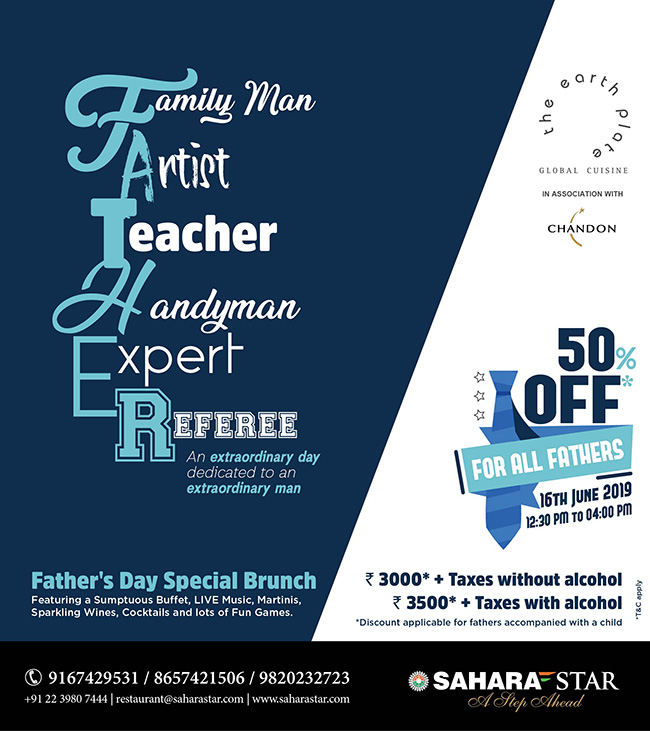 Family Man
Artist
Teacher
Handyman
Expert
Referee
An extraordinary day
dedicated to an
extraordinary man
the earth plate
GLOBAL CUISINE
IN ASSOCIATION WITH
CHANDON
50%
OFF*
FOR ALL FATHERS
16TH JUNE 2019
12:30 PM TO 04:00 PM
Father's Day Special Brunch
Featuring a Sumptuous Buffet, LIVE Music, Martinis,
Sparkling Wines, Cocktails and lots of Fun Games.
₹ 3000* + Taxes without alcohol
₹ 3500* + Taxes with alcohol
*Discount applicable for fathers accompanied with a child
*T&C apply
9167429531 / 8657421506 / 9820232723
+91 22 3980 7444 | restaurant@saharastar.com | www.saharastar.com
SAHARA STAR
A Step Ahead